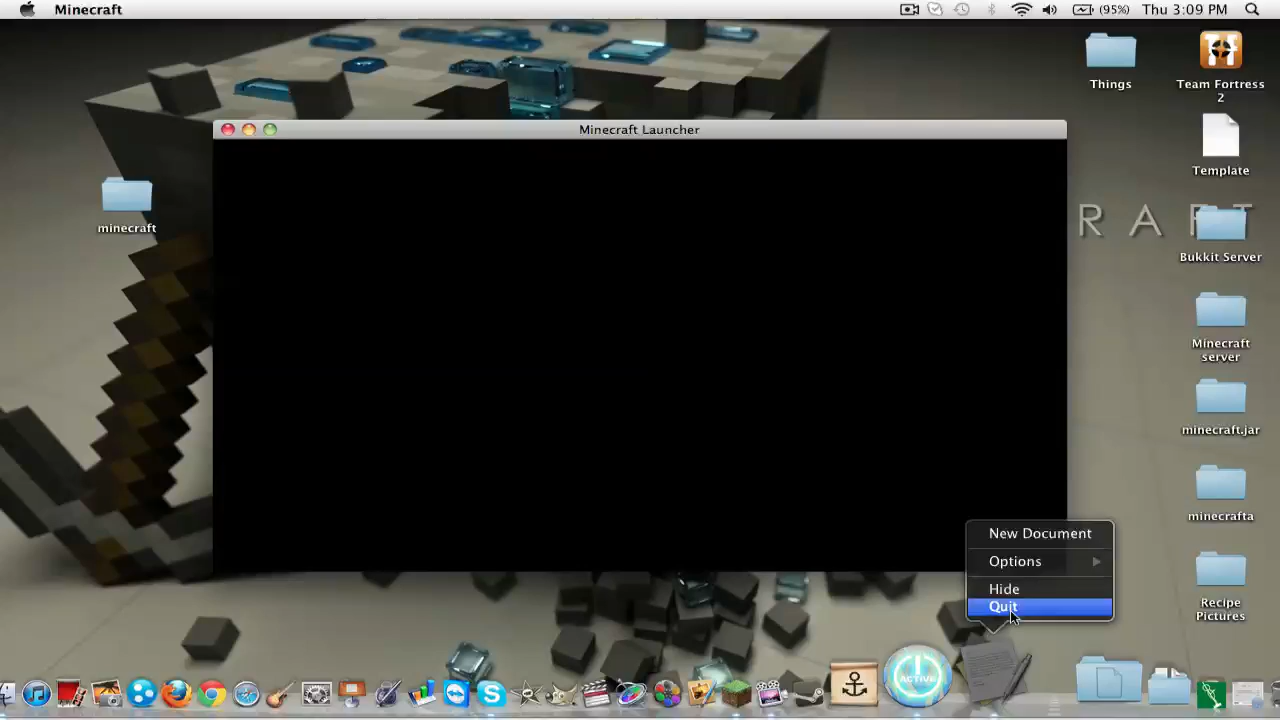 Minecraft
(95%)
Thu 3:09 PM
Things
Team Fortress
2
Minecraft Launcher
Template
minecraft
R A F T
Bukkit Server
Minecraft
server
minecraft.jar
minecrafta
New Document
Options
Hide
Quit
Recipe
Pictures
ACTIVE